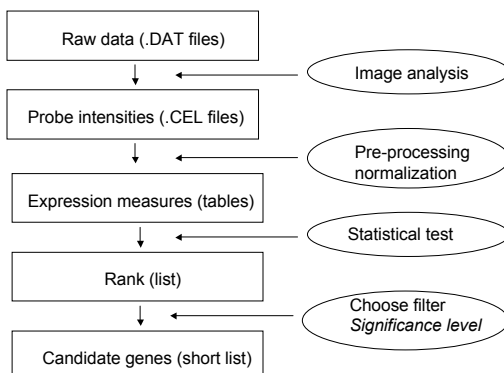 Raw data (.DAT files)
Image analysis
Probe intensities (.CEL files)
Pre-processing
normalization
Expression measures (tables)
Statistical test
Rank (list)
Choose filter
Significance level
Candidate genes (short list)